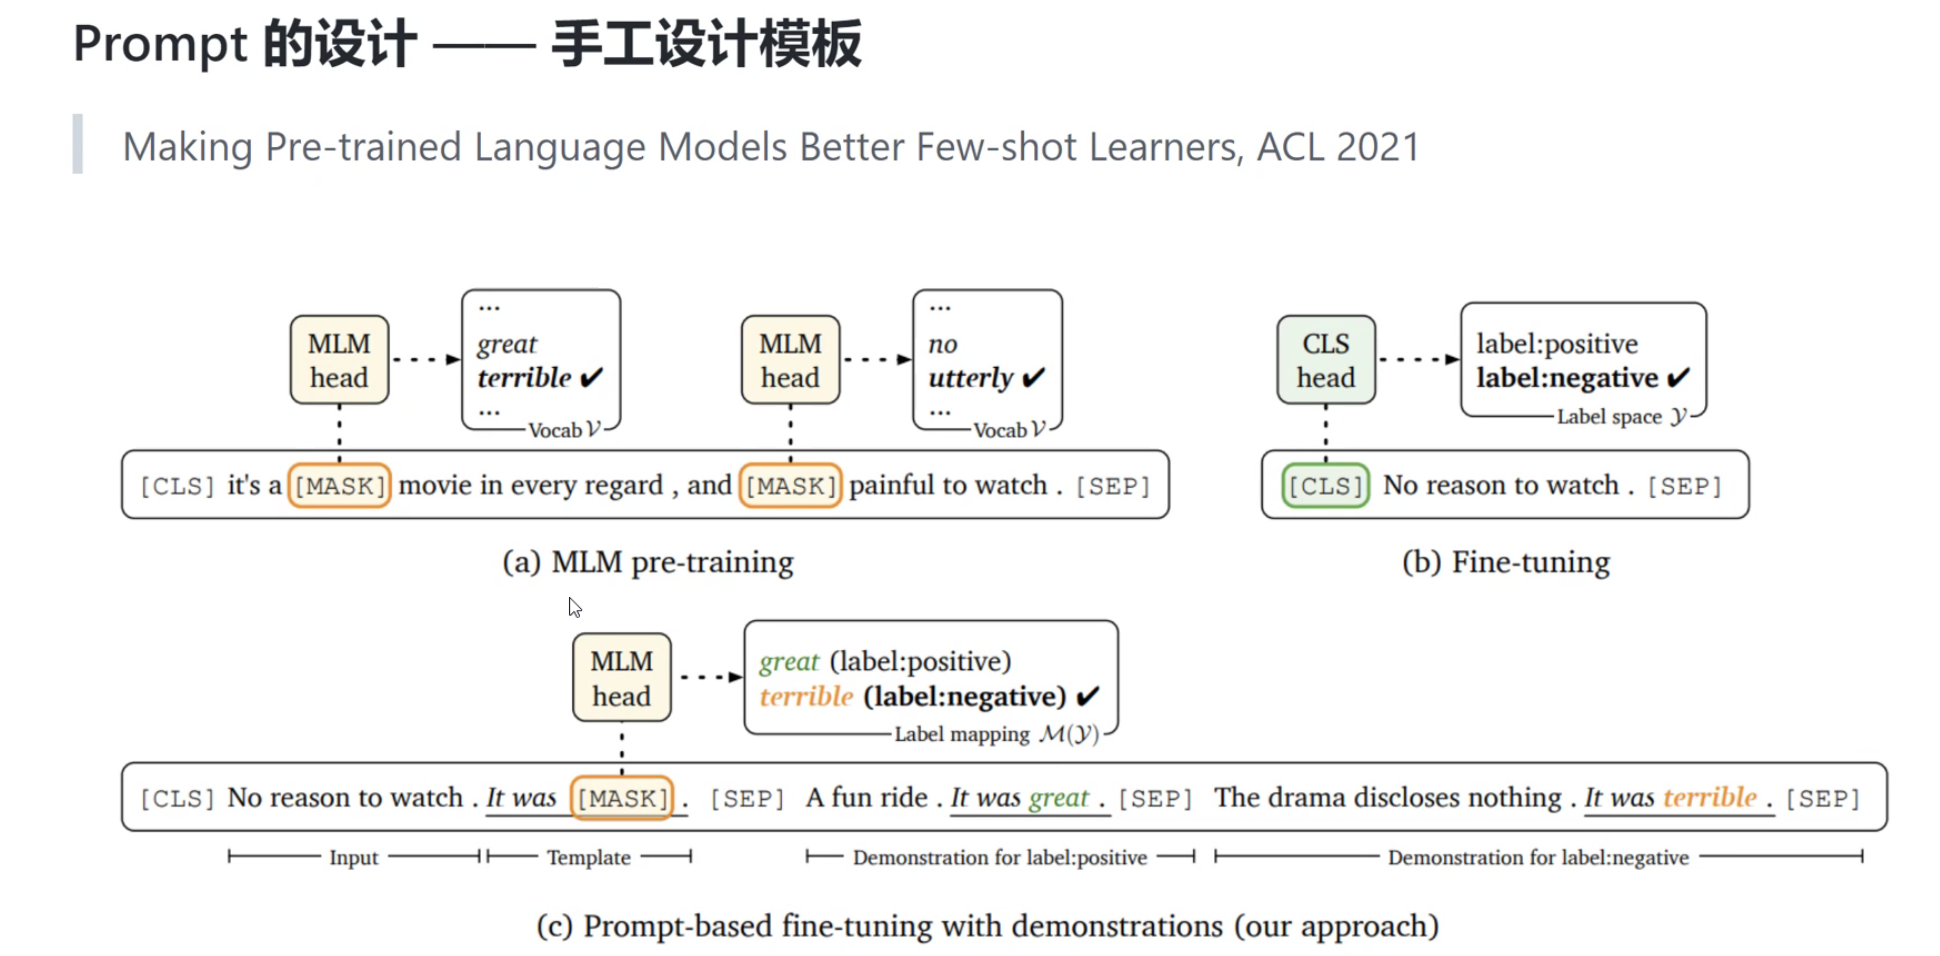 Prompt 的设计 —— 手工设计模板
Making Pre-trained Language Models Better Few-shot Learners, ACL 2021
MLM
head
...
great
terrible ✔
...
Vocab 𝒱
MLM
head
...
no
utterly ✔
...
Vocab 𝒱
[CLS] it's a [MASK] movie in every regard , and [MASK] painful to watch . [SEP]
(a) MLM pre-training
CLS
head
label:positive
label:negative ✔
Label space 𝒴
[CLS] No reason to watch . [SEP]
(b) Fine-tuning
MLM
head
great (label:positive)
terrible (label:negative) ✔
Label mapping ℳ(𝒴)
[CLS] No reason to watch . It was [MASK] . [SEP] A fun ride . It was great . [SEP] The drama discloses nothing . It was terrible . [SEP]
Input Template Demonstration for label:positive Demonstration for label:negative
(c) Prompt-based fine-tuning with demonstrations (our approach)